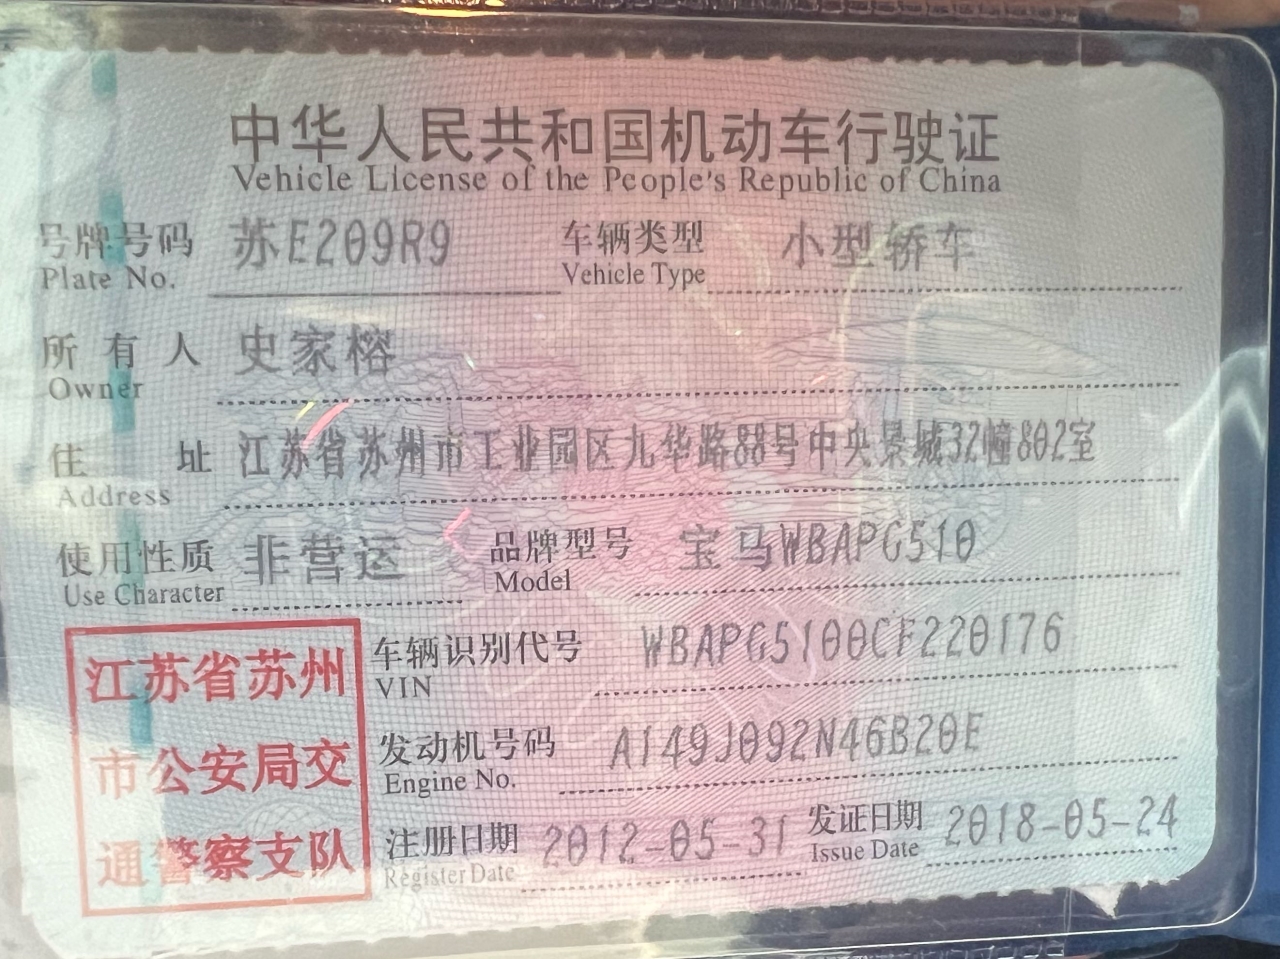 中华人民共和国机动车行驶证
Vehicle License of the People's Republic of China
号牌号码 苏E209R9 车辆类型 小型轿车
Plate No. Vehicle Type
所有人 史家榕
Owner
住址 江苏省苏州市工业园区九华路88号中央景城32幢802室
Address
使用性质 非营运 品牌型号 宝马WBAPG510
Use Character Model
江苏省苏州
市公安局交
通警察支队
车辆识别代号 WBAPG5100CF220176
VIN
发动机号码 A149J092N46B20E
Engine No.
注册日期 2012-05-31 发证日期 2018-05-24
Register Date Issue Date